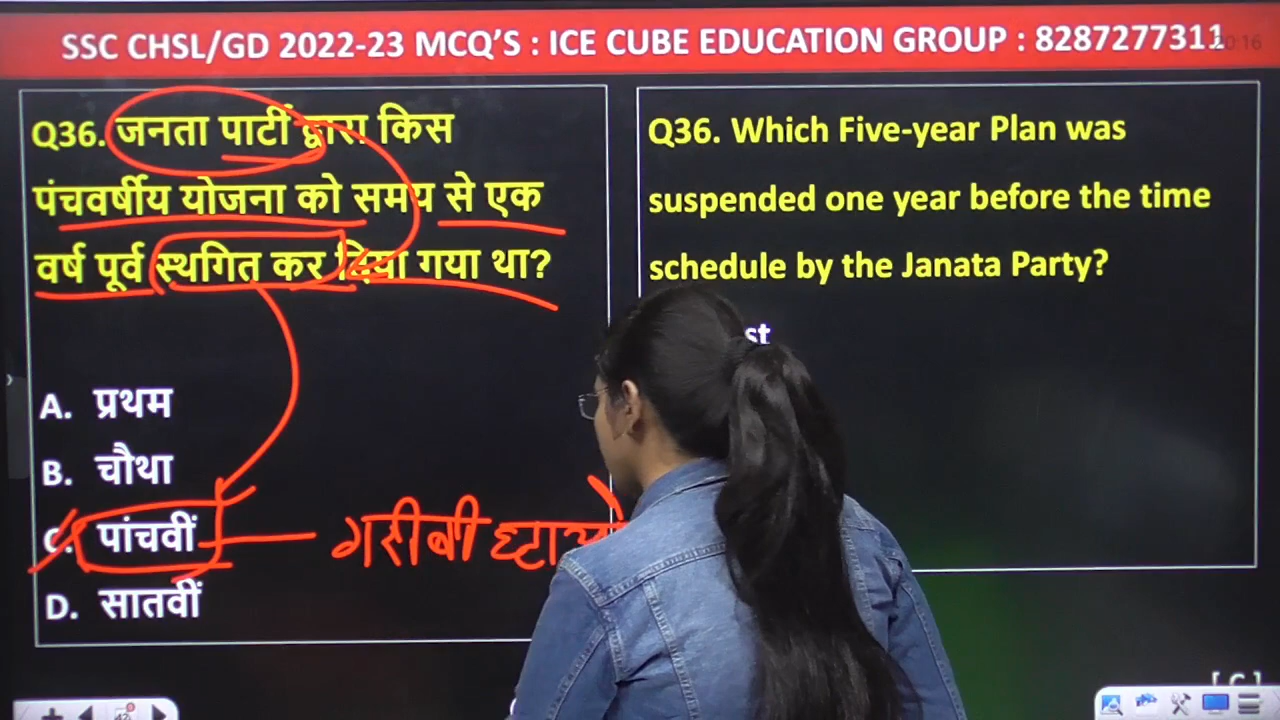 SSC CHSL/GD 2022-23 MCQ’S : ICE CUBE EDUCATION GROUP : 8287277311
Q36. जनता पार्टी द्वारा किस
पंचवर्षीय योजना को समय से एक
वर्ष पूर्व स्थगित कर दिया गया था?
A. प्रथम
B. चौथा
C. पांचवीं
गरीबी
D. सातवीं
Q36. Which Five-year Plan was
suspended one year before the time
schedule by the Janata Party?
st
[ C ]